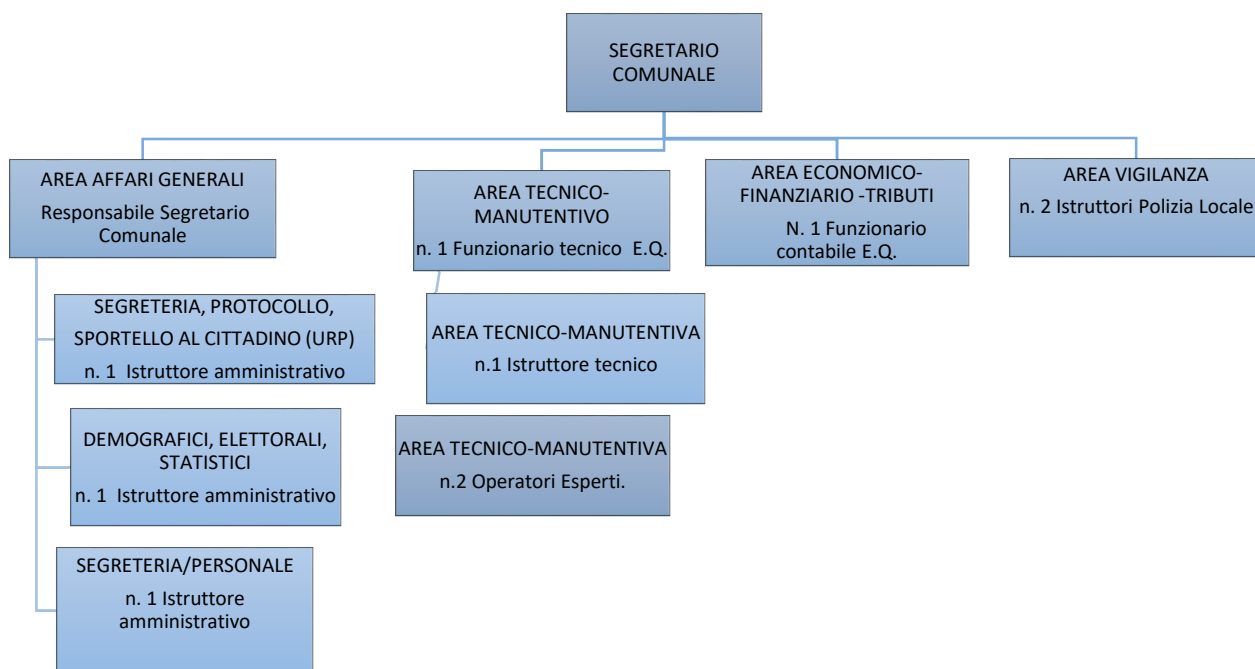 SEGRETARIO
COMUNALE
AREA AFFARI GENERALI
Responsabile Segretario
Comunale
AREA TECNICO-
MANUTENTIVO
n. 1 Funzionario tecnico E.Q.
AREA ECONOMICO-
FINANZIARIO -TRIBUTI
N. 1 Funzionario
contabile E.Q.
AREA VIGILANZA
n. 2 Istruttori Polizia Locale
SEGRETERIA, PROTOCOLLO,
SPORTELLO AL CITTADINO (URP)
n. 1 Istruttore amministrativo
AREA TECNICO-MANUTENTIVA
n.1 Istruttore tecnico
DEMOGRAFICI, ELETTORALI,
STATISTICI
n. 1 Istruttore amministrativo
AREA TECNICO-MANUTENTIVA
n.2 Operatori Esperti.
SEGRETERIA/PERSONALE
n. 1 Istruttore
amministrativo